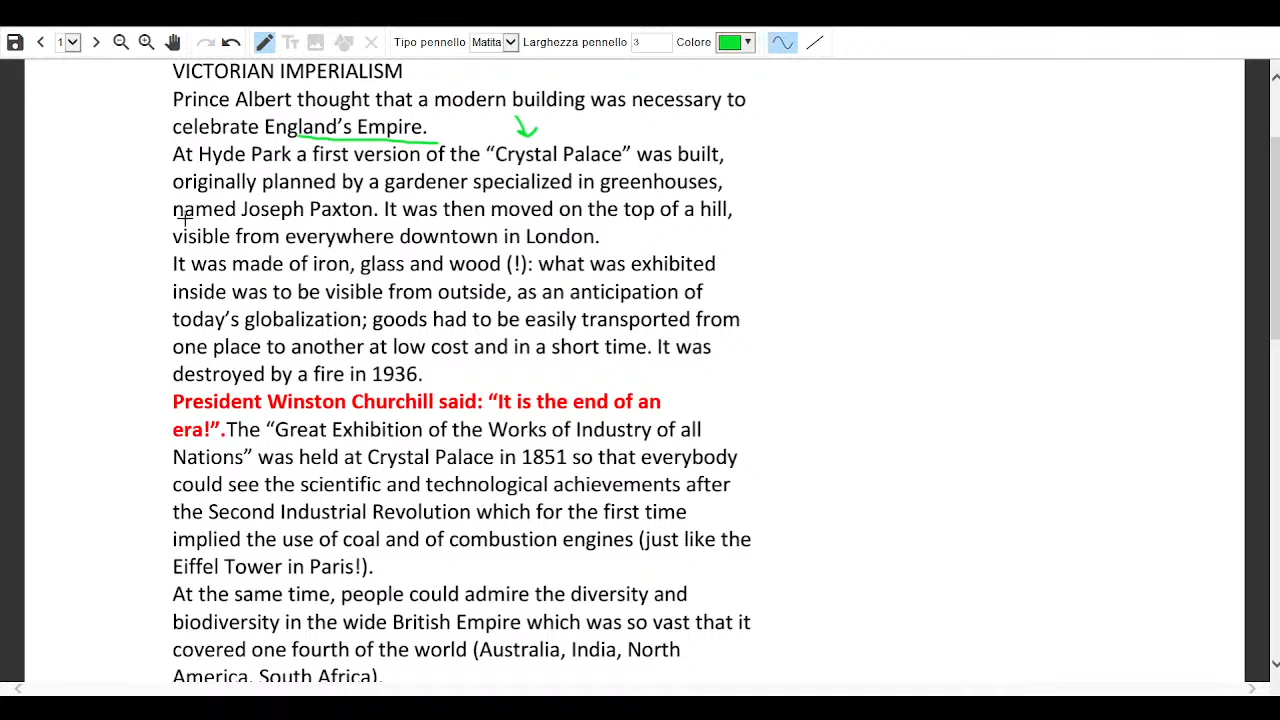 1 Tipo pennello Matita Larghezza pennello 3 Colore
VICTORIAN IMPERIALISM
Prince Albert thought that a modern building was necessary to
celebrate England’s Empire.
At Hyde Park a first version of the “Crystal Palace” was built,
originally planned by a gardener specialized in greenhouses,
named Joseph Paxton. It was then moved on the top of a hill,
visible from everywhere downtown in London.
It was made of iron, glass and wood (!): what was exhibited
inside was to be visible from outside, as an anticipation of
today’s globalization; goods had to be easily transported from
one place to another at low cost and in a short time. It was
destroyed by a fire in 1936.
President Winston Churchill said: “It is the end of an
era!”.The “Great Exhibition of the Works of Industry of all
Nations” was held at Crystal Palace in 1851 so that everybody
could see the scientific and technological achievements after
the Second Industrial Revolution which for the first time
implied the use of coal and of combustion engines (just like the
Eiffel Tower in Paris!).
At the same time, people could admire the diversity and
biodiversity in the wide British Empire which was so vast that it
covered one fourth of the world (Australia, India, North
America, South Africa).